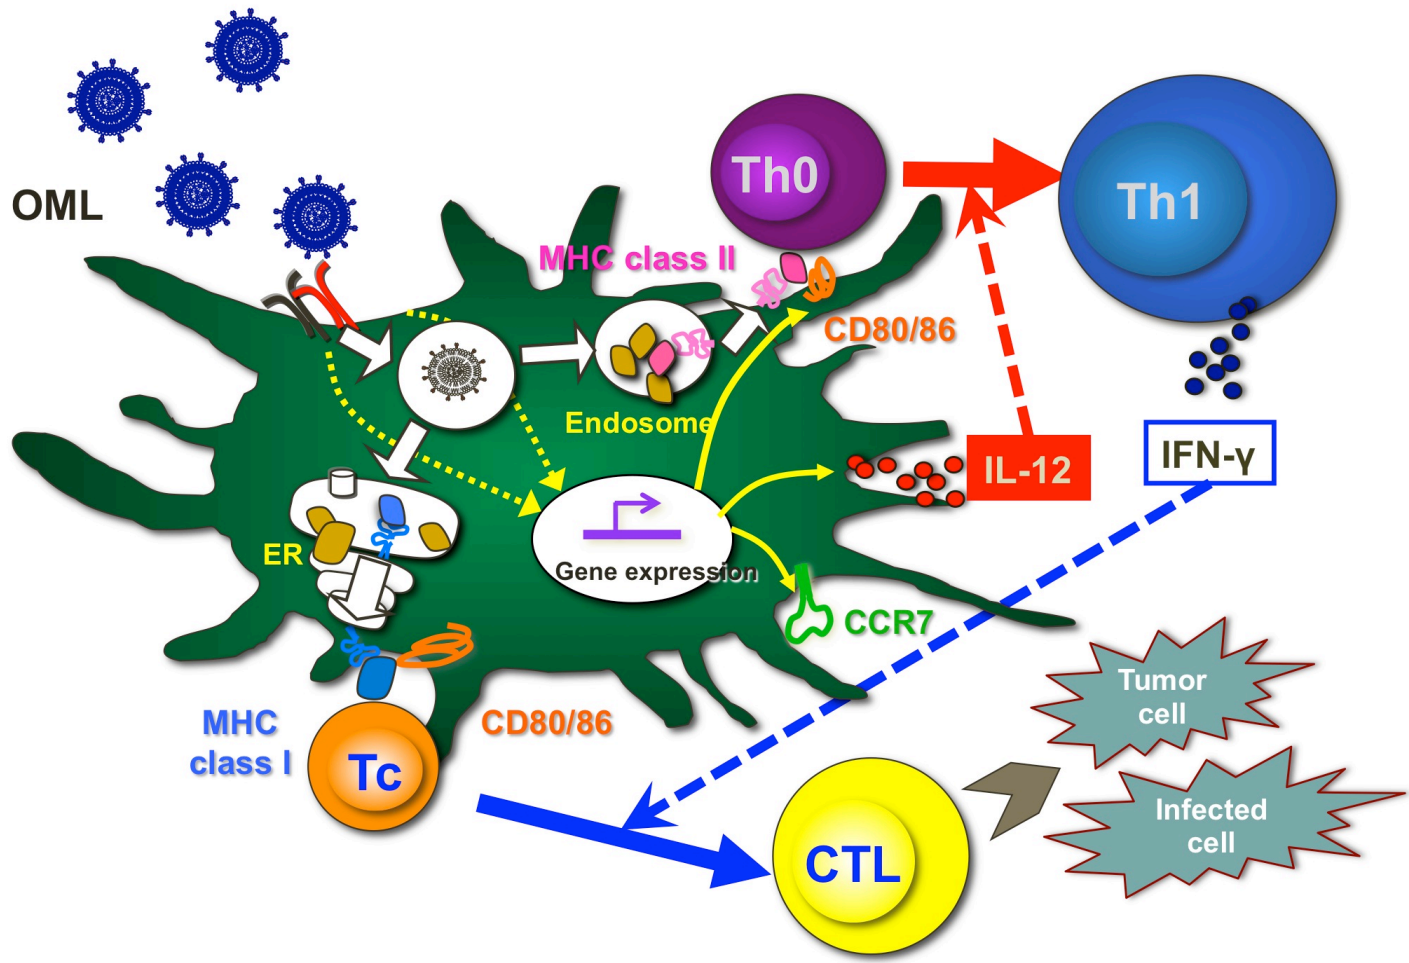 OML
Th0
Th1
MHC class II
CD80/86
Endosome
IL-12
IFN-γ
ER
Gene expression
CCR7
MHC
class I
CD80/86
Tc
CTL
Tumor
cell
Infected
cell